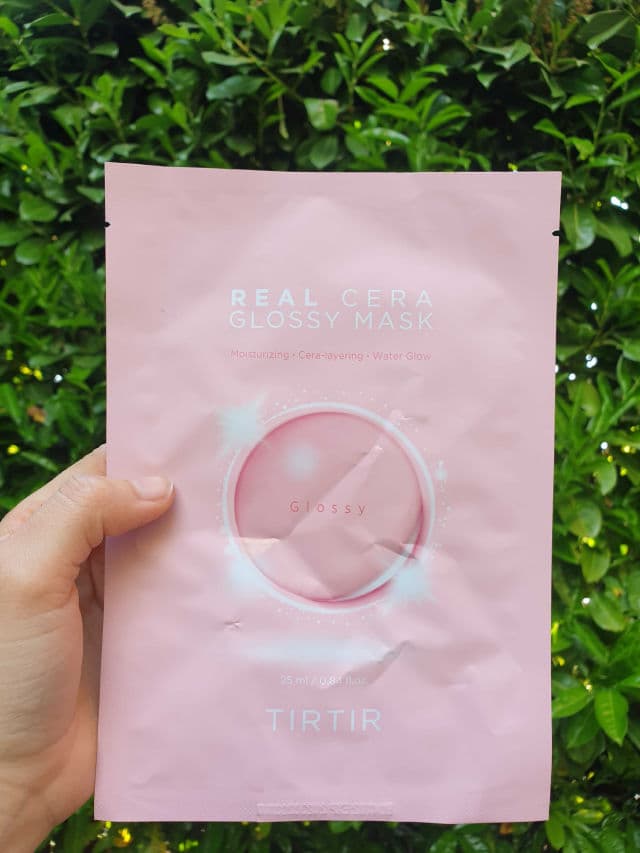 REAL CERA
GLOSSY MASK
Moisturizing · Cera-layering · Water Glow
Glossy
25 ml / 0.84 fl.oz.
TIRTIR